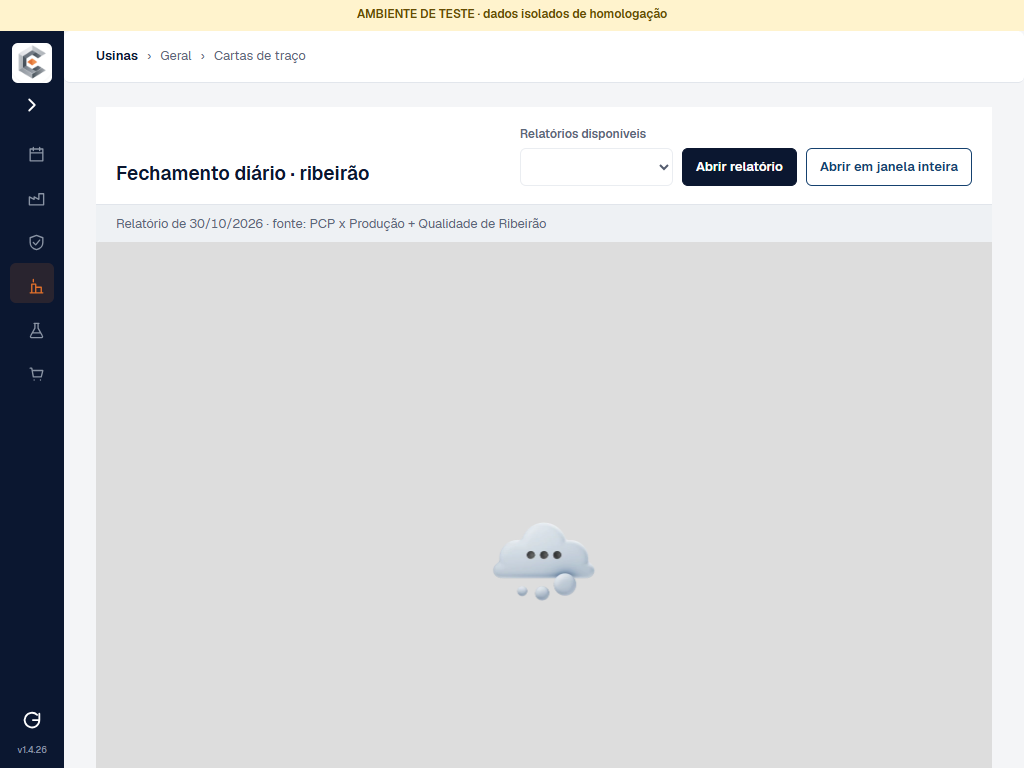 AMBIENTE DE TESTE · dados isolados de homologação
Usinas › Geral › Cartas de traço
Relatórios disponíveis
Fechamento diário · ribeirão
Abrir relatório
Abrir em janela inteira
Relatório de 30/10/2026 · fonte: PCP x Produção + Qualidade de Ribeirão
v1.4.26